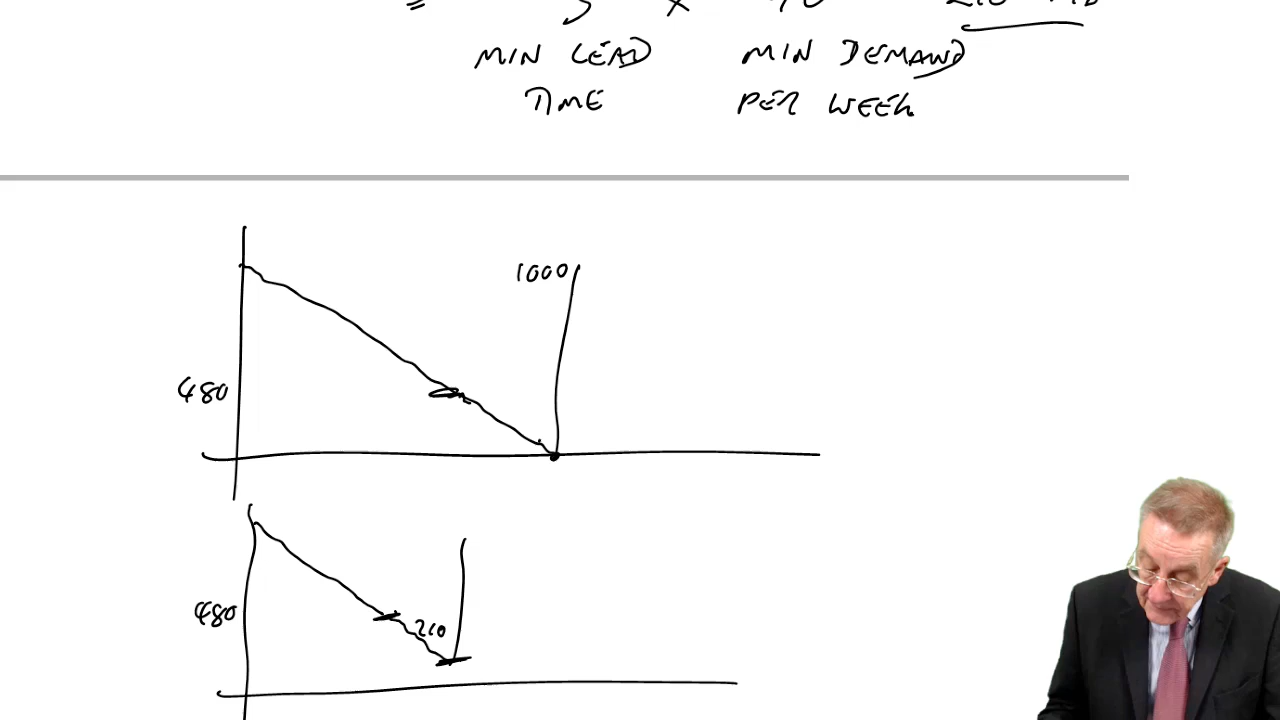 =
MIN LEAD MIN DEMAND
TIME PER WEEK
1000
480
480
210